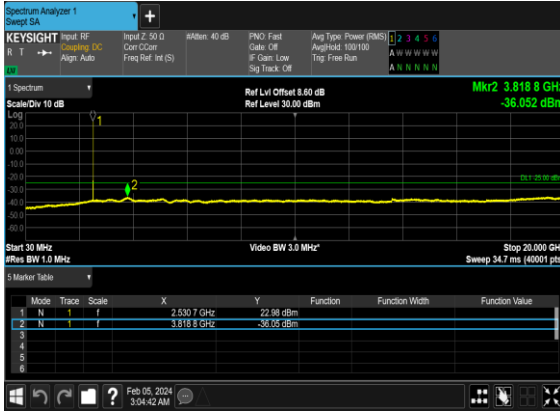 Spectrum Analyzer 1
Swept SA
+
KEYSIGHT
R T
Input: RF
Coupling: DC
Align: Auto
Input Z: 50 Ω
Corr CCorr
Freq Ref: Int (S)
#Atten: 40 dB
PNO: Fast
Gate: Off
IF Gain: Low
Sig Track: Off
Avg Type: Power (RMS)
Avg|Hold: 100/100
Trig: Free Run
1 2 3 4 5 6
A W W W W W
A N N N N N
1 Spectrum
Scale/Div 10 dB
Ref Lvl Offset 8.60 dB
Ref Level 30.00 dBm
Mkr2 3.818 8 GHz
-36.052 dBm
Log
20.0
10.0
0.00
-10.0
-20.0
-30.0
-40.0
-50.0
-60.0
1
2
DL1 -25.00 dBm
Start 30 MHz
#Res BW 1.0 MHz
Video BW 3.0 MHz*
Stop 20.000 GH
Sweep 34.7 ms (40001 pts
5 Marker Table
Mode Trace Scale X Y Function Function Width Function Value
1 N 1 f 2.530 7 GHz 22.98 dBm
2 N 1 f 3.818 8 GHz -36.05 dBm
3
4
5
6
?
Feb 05, 2024
3:04:42 AM